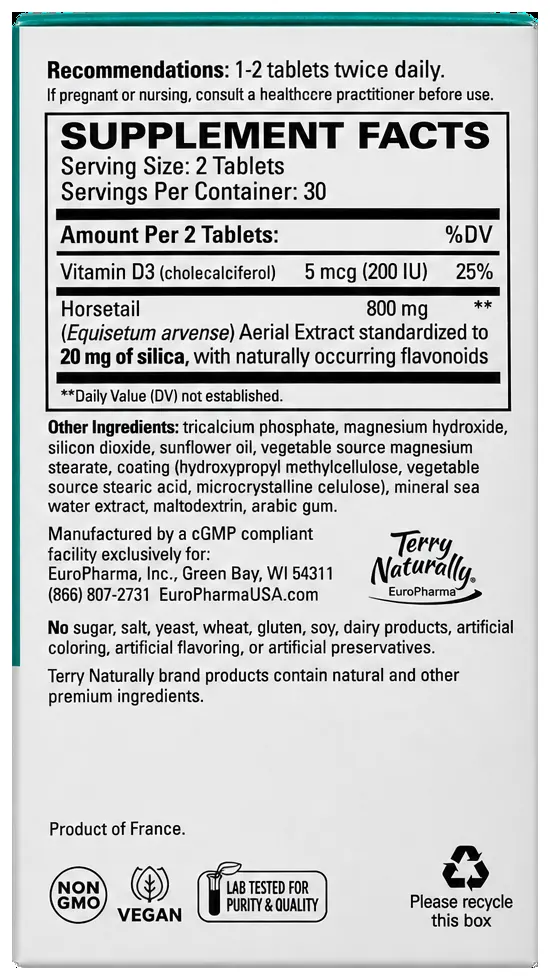 Recommendations: 1-2 tablets twice daily.
If pregnant or nursing, consult a healthcare practitioner before use.
SUPPLEMENT FACTS
Serving Size: 2 Tablets
Servings Per Container: 30
Amount Per 2 Tablets: %DV
Vitamin D3 (cholecalciferol) 5 mcg (200 IU) 25%
Horsetail 800 mg **
(Equisetum arvense) Aerial Extract standardized to
20 mg of silica, with naturally occurring flavonoids
**Daily Value (DV) not established.
Other Ingredients: tricalcium phosphate, magnesium hydroxide,
silicon dioxide, sunflower oil, vegetable source magnesium
stearate, coating (hydroxypropyl methylcellulose, vegetable
source stearic acid, microcrystalline celulose), mineral sea
water extract, maltodextrin, arabic gum.
Manufactured by a cGMP compliant
facility exclusively for:
EuroPharma, Inc., Green Bay, WI 54311
(866) 807-2731 EuroPharmaUSA.com
Terry
Naturally®
EuroPharma
No sugar, salt, yeast, wheat, gluten, soy, dairy products, artificial
coloring, artificial flavoring, or artificial preservatives.
Terry Naturally brand products contain natural and other
premium ingredients.
Product of France.
NON
GMO
VEGAN
LAB TESTED FOR
PURITY & QUALITY
Please recycle
this box